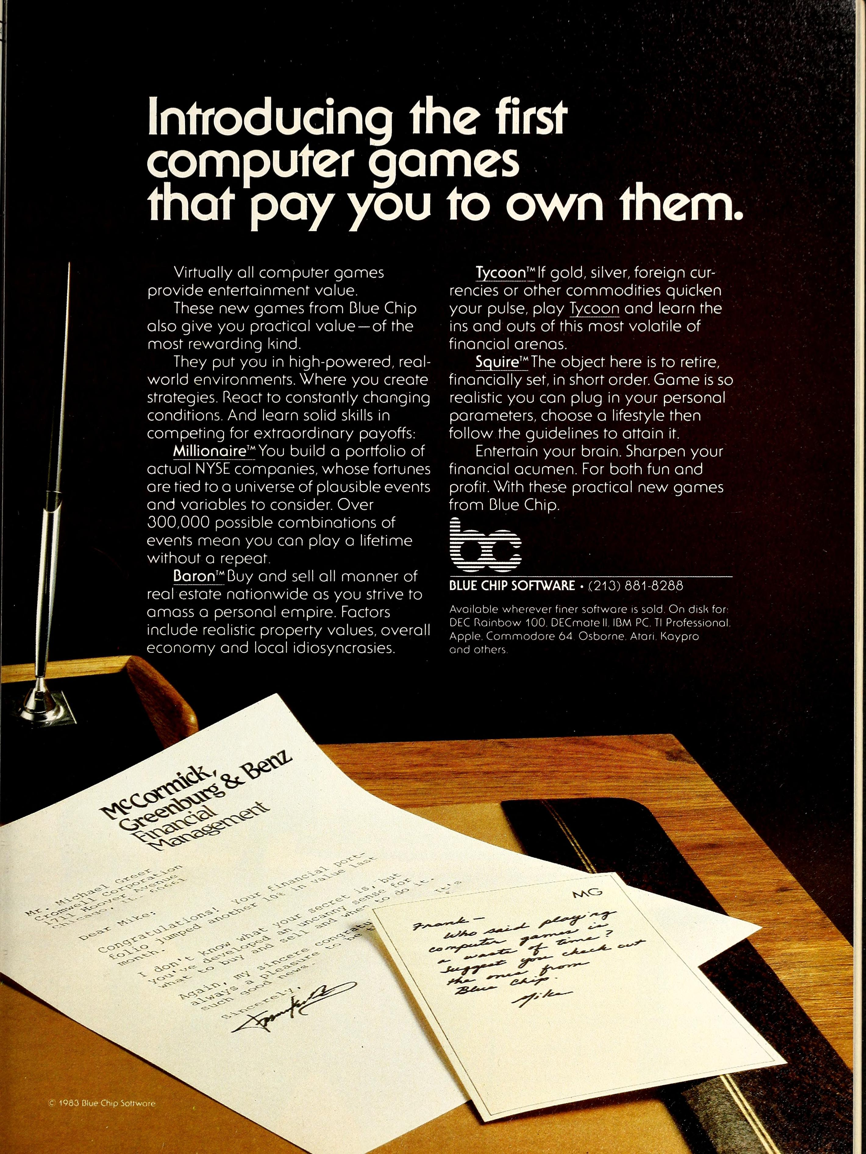 Introducing the first
computer games
that pay you to own them.
Virtually all computer games
provide entertainment value.
These new games from Blue Chip
also give you practical value—of the
most rewarding kind.
They put you in high-powered, real-
world environments. Where you create
strategies. React to constantly changing
conditions. And learn solid skills in
competing for extraordinary payoffs:
Millionaire™ You build a portfolio of
actual NYSE companies, whose fortunes
are tied to a universe of plausible events
and variables to consider. Over
300,000 possible combinations of
events mean you can play a lifetime
without a repeat.
Baron™ Buy and sell all manner of
real estate nationwide as you strive to
amass a personal empire. Factors
include realistic property values, overall
economy and local idiosyncrasies.
Tycoon™ If gold, silver, foreign cur-
rencies or other commodities quicken
your pulse, play Tycoon and learn the
ins and outs of this most volatile of
financial arenas.
Squire™ The object here is to retire,
financially set, in short order. Game is so
realistic you can plug in your personal
parameters, choose a lifestyle then
follow the guidelines to attain it.
Entertain your brain. Sharpen your
financial acumen. For both fun and
profit. With these practical new games
from Blue Chip.
bc
BLUE CHIP SOFTWARE • (213) 881-8288
Available wherever finer software is sold. On disk for:
DEC Rainbow 100, DECmate II, IBM PC, TI Professional,
Apple, Commodore 64, Osborne, Atari, Kaypro
and others.
McCormick,
Greenburg & Benz
Financial
Management
Mr. Michael Greer
Cromwell Corporation
Hoover Avenue
Chicago, IL. 60661
Dear Mike:
Congratulations! Your financial port-
folio jumped another 10% in value last
month.
I don't know what your secret is, but
you've developed an uncanny sense for
what to buy and sell and when to do it.
Again, my sincere It's
always a pleasure to be
such good news.
Sincerely,
MG
Frank—
Who said playing
computer games is
a waste of time?
Suggest you check out
the ones from
Blue Chip.
Mike
© 1983 Blue Chip Software